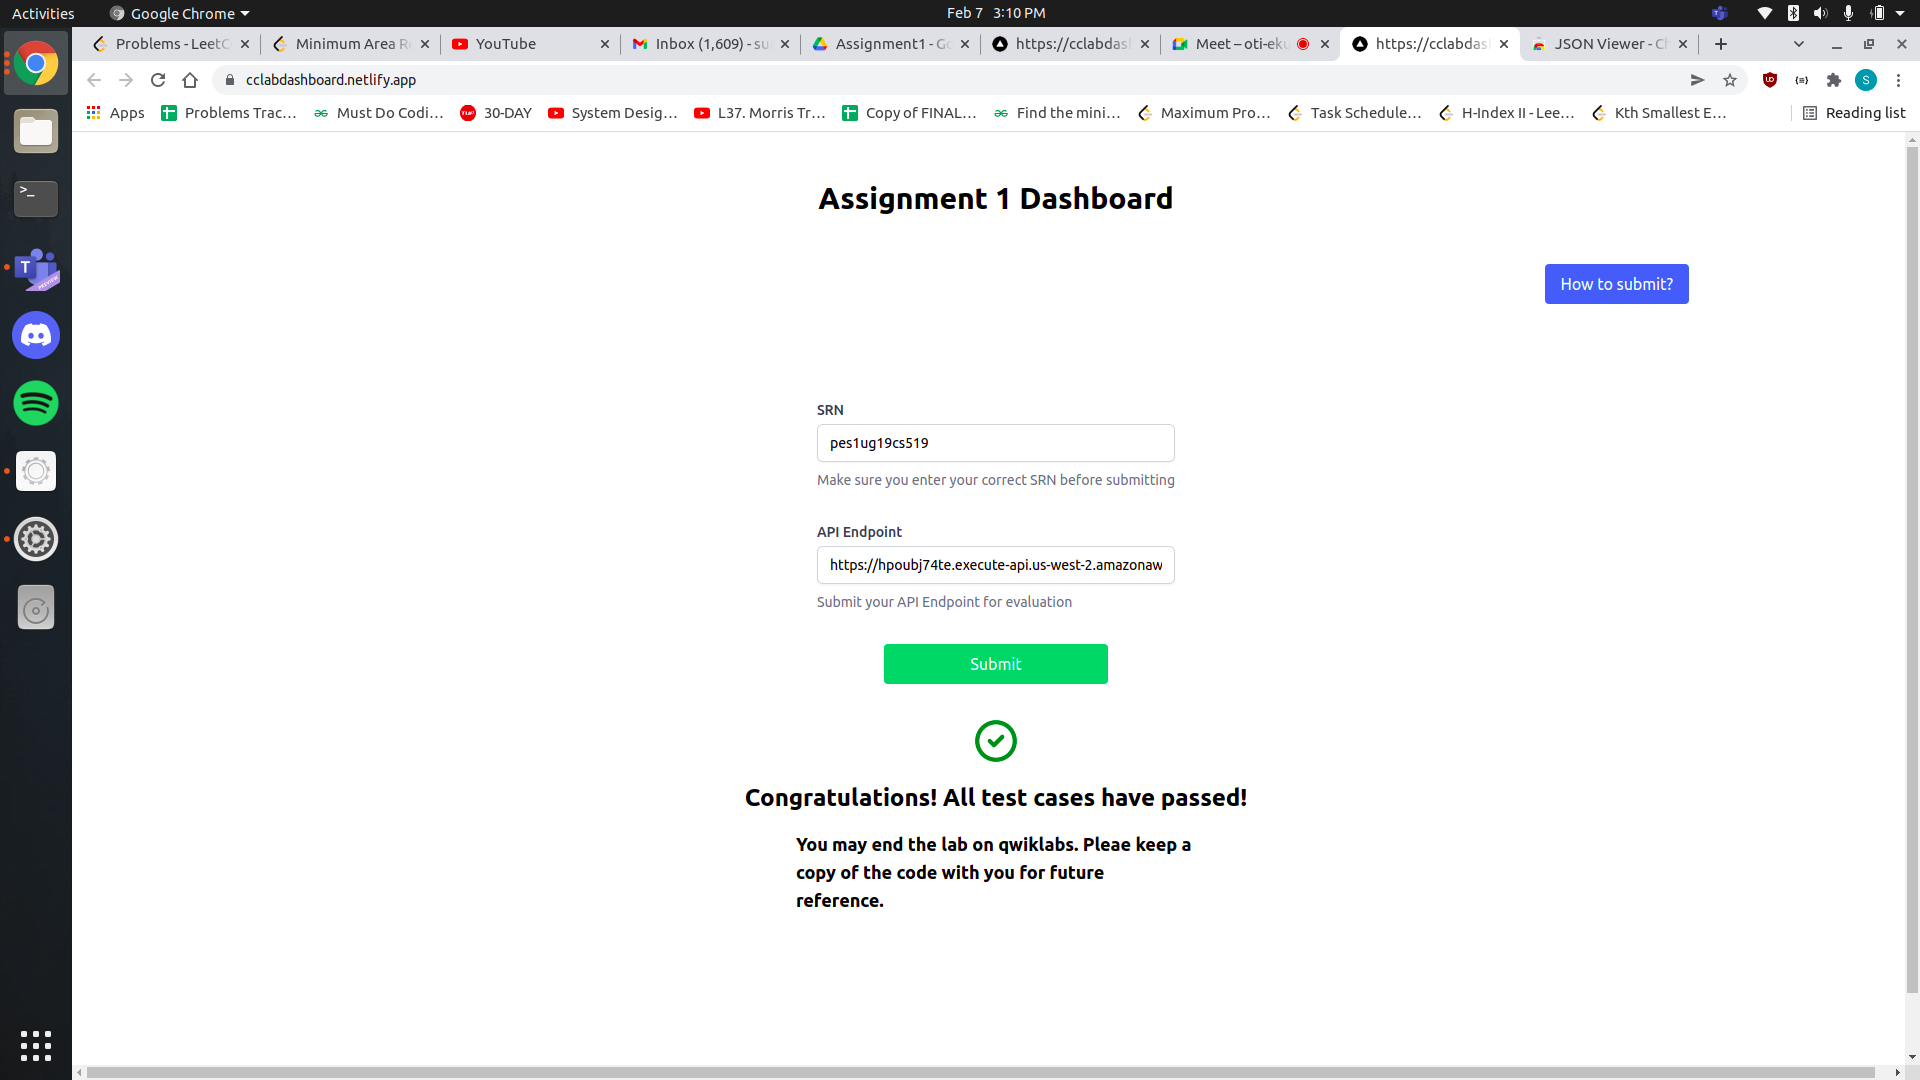 Activities
Google Chrome
Feb 7 3:10 PM
Problems - LeetC
Minimum Area R
YouTube
Inbox (1,609) - su
Assignment1 - Go
https://cclabdash
Meet – oti-eku
https://cclabdas
JSON Viewer - Ch
cclabdashboard.netlify.app
S
Apps
Problems Trac...
Must Do Codi...
30-DAY
System Desig...
L37. Morris Tr...
Copy of FINAL...
Find the mini...
Maximum Pro...
Task Schedule...
H-Index II - Lee...
Kth Smallest E...
Reading list
Assignment 1 Dashboard
How to submit?
SRN
pes1ug19cs519
Make sure you enter your correct SRN before submitting
API Endpoint
https://hpoubj74te.execute-api.us-west-2.amazonaw
Submit your API Endpoint for evaluation
Submit
Congratulations! All test cases have passed!
You may end the lab on qwiklabs. Pleae keep a
copy of the code with you for future
reference.